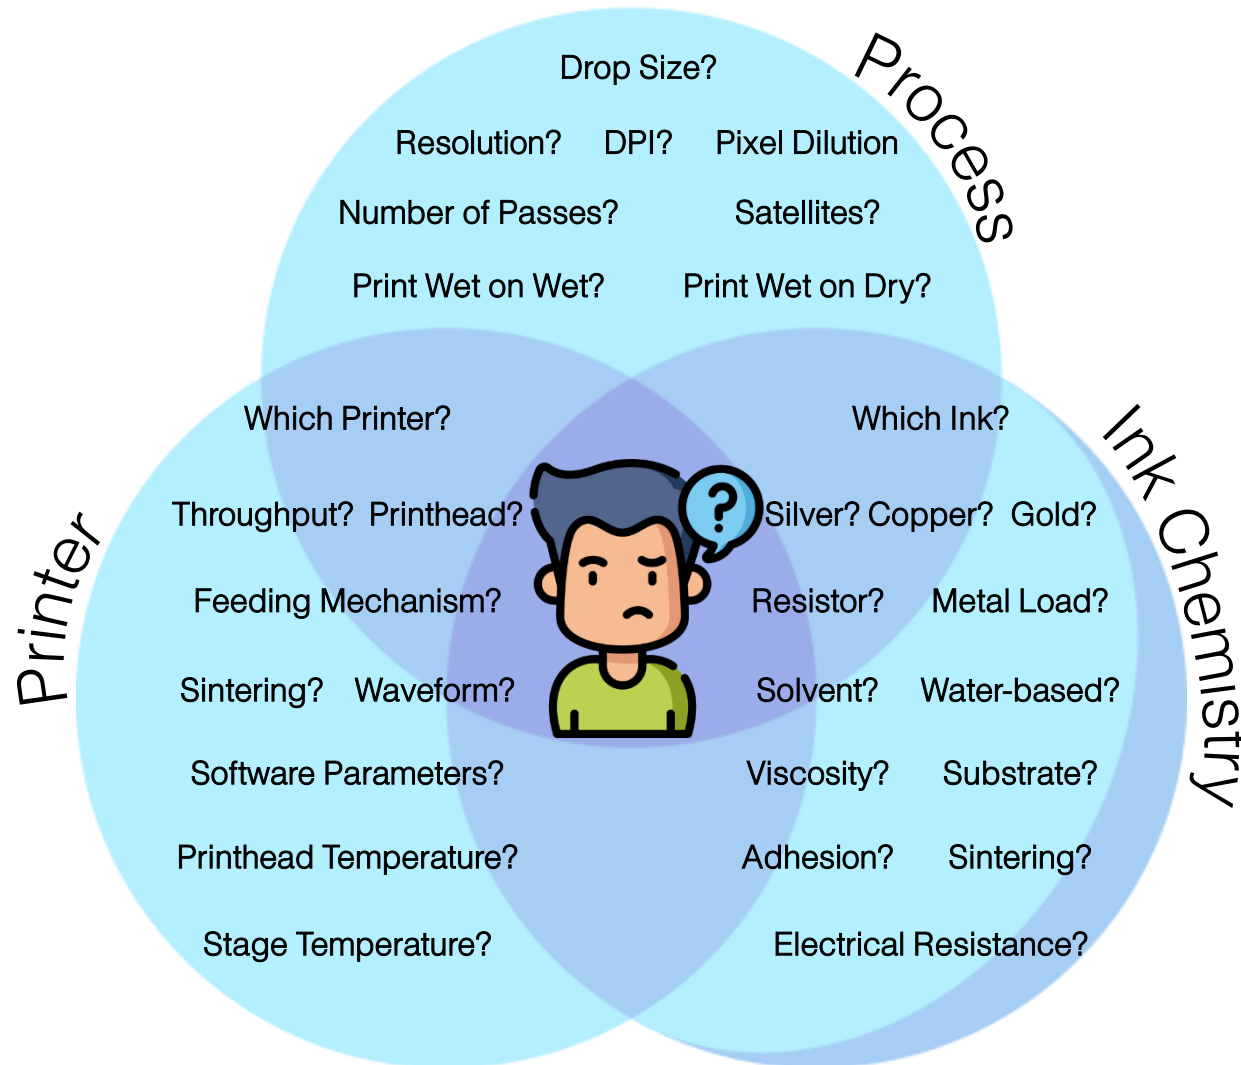 Process
Drop Size?
Resolution? DPI? Pixel Dilution
Number of Passes? Satellites?
Print Wet on Wet? Print Wet on Dry?
Printer
Which Printer?
Throughput? Printhead?
Feeding Mechanism?
Sintering? Waveform?
Software Parameters?
Printhead Temperature?
Stage Temperature?
?
Ink Chemistry
Which Ink?
Silver? Copper? Gold?
Resistor? Metal Load?
Solvent? Water-based?
Viscosity? Substrate?
Adhesion? Sintering?
Electrical Resistance?